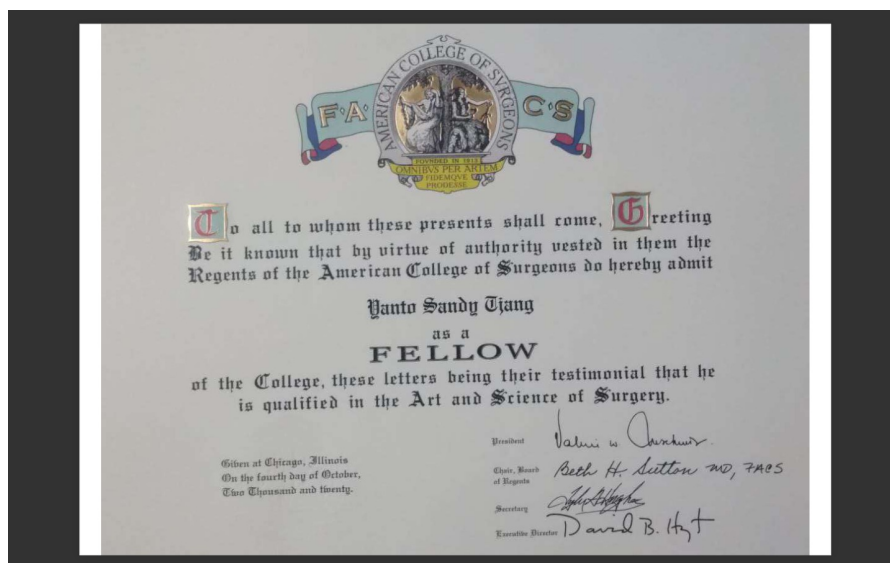 AMERICAN COLLEGE OF SVRGEONS
F·A·
C·S
FOUNDED IN 1913
OMNIBVS PER ARTEM
FIDEMQVE
PRODESSE
To all to whom these presents shall come, Greeting
Be it known that by virtue of authority vested in them the
Regents of the American College of Surgeons do hereby admit
Yanto Sandy Tjang
as a
FELLOW
of the College, these letters being their testimonial that he
is qualified in the Art and Science of Surgery.
Given at Chicago, Illinois
On the fourth day of October,
Two Thousand and twenty.
President
Chair, Board
of Regents
Beth H. Sutton MD, FACS
Secretary
Executive Director
David B. Hoyt